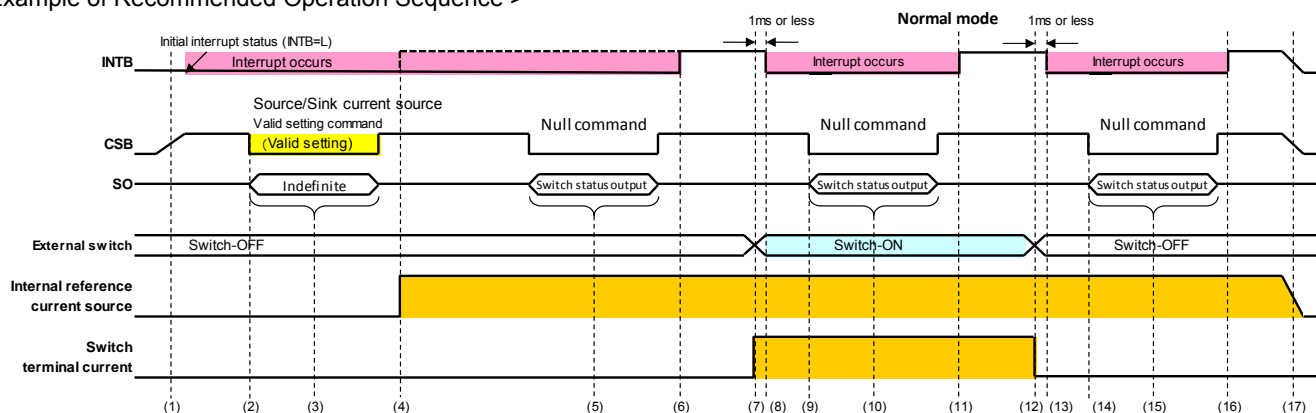 Example of Recommended Operation Sequence >
1ms or less
Normal mode
1ms or less
Initial interrupt status (INTB=L)
INTB
Interrupt occurs
Interrupt occurs
Interrupt occurs
Source/Sink current source
Valid setting command
Null command
Null command
Null command
CSB
(Valid setting)
SO
Indefinite
Switch status output
Switch status output
Switch status output
External switch
Switch-OFF
Switch-ON
Switch-OFF
Internal reference
current source
Switch
terminal current
(1) (2) (3) (4) (5) (6) (7) (8) (9) (10) (11) (12) (13) (14) (15) (16) (17)